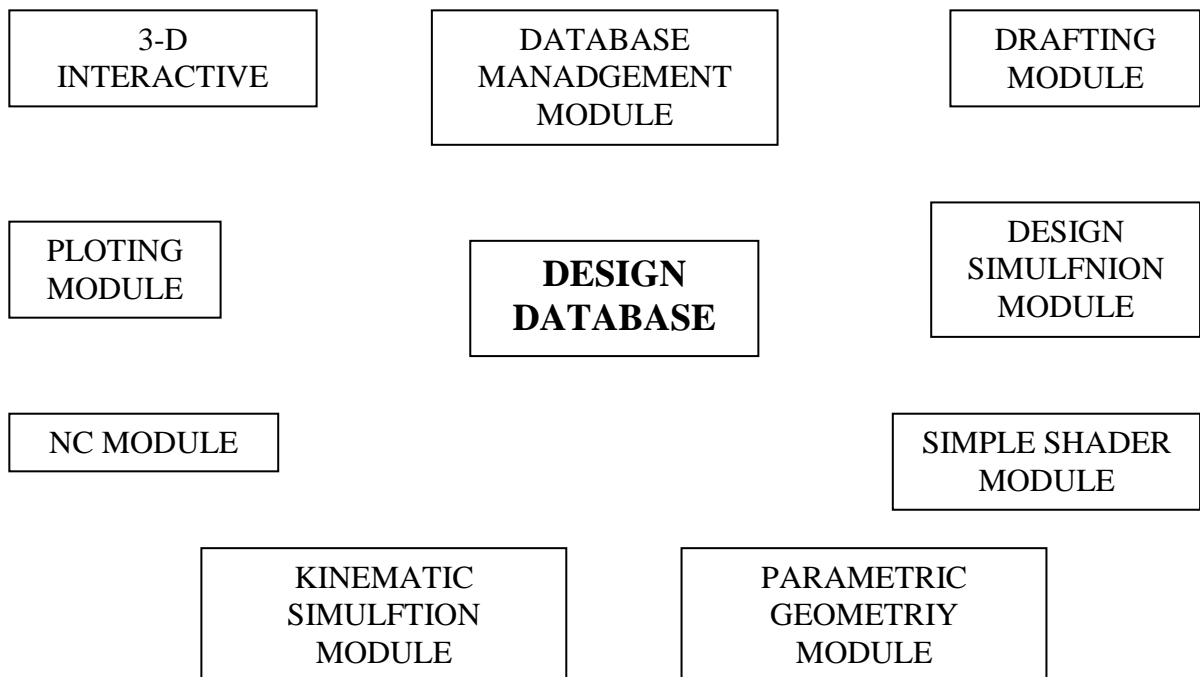 3-D
INTERACTIVE
DATABASE
MANADGEMENT
MODULE
DRAFTING
MODULE
PLOTING
MODULE
DESIGN
DATABASE
DESIGN
SIMULFNION
MODULE
NC MODULE
SIMPLE SHADER
MODULE
KINEMATIC
SIMULFTION
MODULE
PARAMETRIC
GEOMETRIY
MODULE